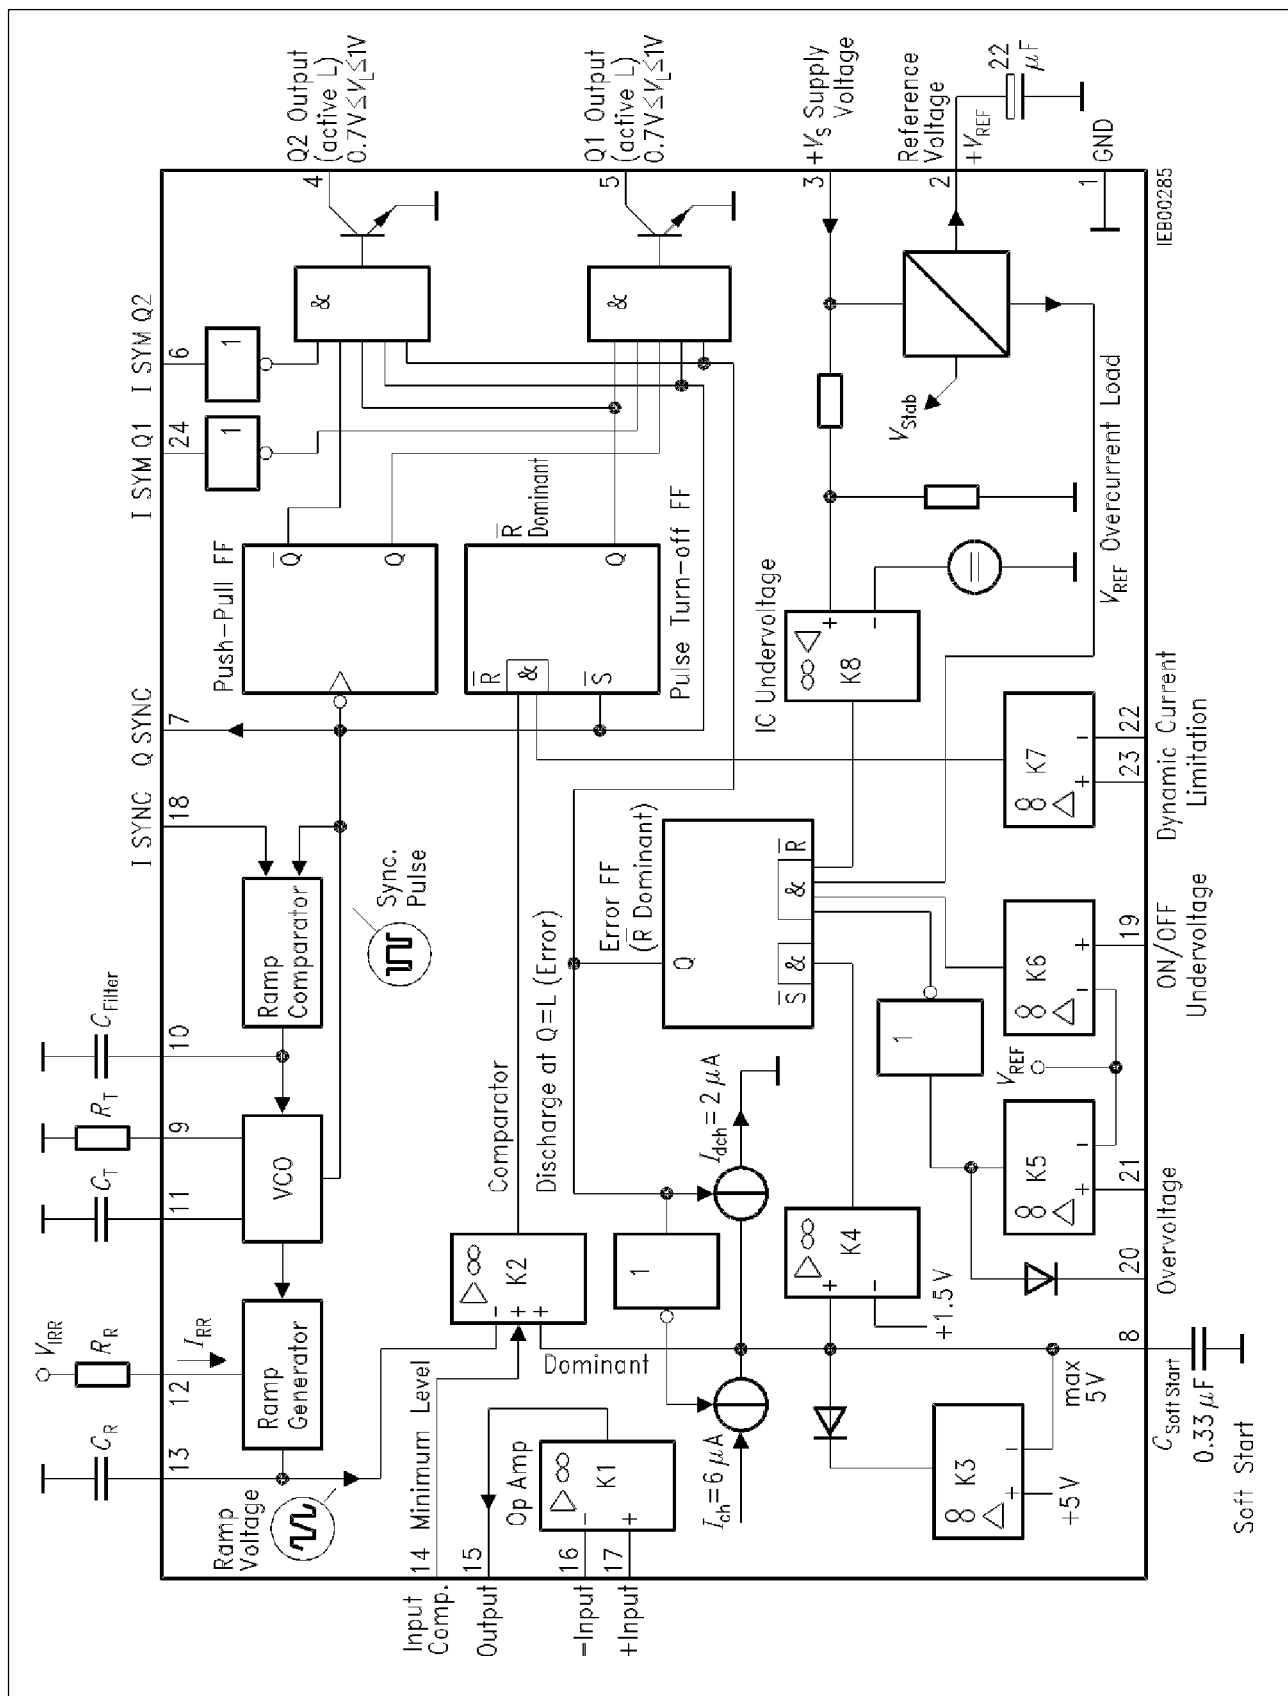 V_IRR
C_R
R_R
I_RR
C_T
R_T
C_Filter
I SYNC
Q SYNC
I SYM Q1
I SYM Q2
13
12
11
9
10
18
7
24
6
Ramp
Voltage
Ramp
Generator
VCO
Ramp
Comparator
Sync.
Pulse
Push-Pull FF
Q̅
Q
1
1
&
4
Q2 Output
(active L)
0.7V≤V_L≤1V
Input
Comp.
14
Minimum Level
Output
15
-Input
16
+Input
17
Op Amp
▷∞
K1
-
+
▷∞
K2
-
+
+
Dominant
Comparator
Discharge at Q=L (Error)
R̅
&
S̅
Q
R̅
Dominant
Pulse Turn-off FF
&
5
Q1 Output
(active L)
0.7V≤V_L≤1V
I_ch=6 μA
1
I_dch=2 μA
Error FF
(R̅ Dominant)
Q
S̅
&
&
R̅
IC Undervoltage
∞▷
K8
+
-
=
3
+V_S Supply
Voltage
V_Stab
2
Reference
Voltage
+V_REF
22
μF
1
GND
V_REF Overcurrent Load
▷∞
K4
+
-
+1.5 V
∞▷
K3
+
-
+5V
max
5V
1
∞▷
K5
+
-
V_REF
∞▷
K6
-
+
∞▷
K7
+
-
8
C_Soft Start
0.33 μF
Soft Start
20
21
Overvoltage
19
ON/OFF
Undervoltage
23
22
Dynamic Current
Limitation
IEB00285